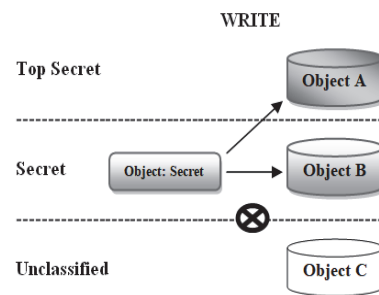 WRITE
Top Secret
Object A
Secret
Object: Secret
Object B
Unclassified
Object C